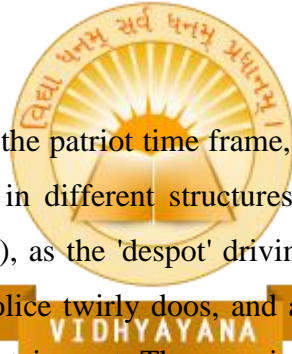 विद्या धनम् सर्व धनम् प्रधानम् ।
the patriot time frame,
in different structures
), as the 'despot' drivin
olice twirly doos, and a
VIDHYAYANA